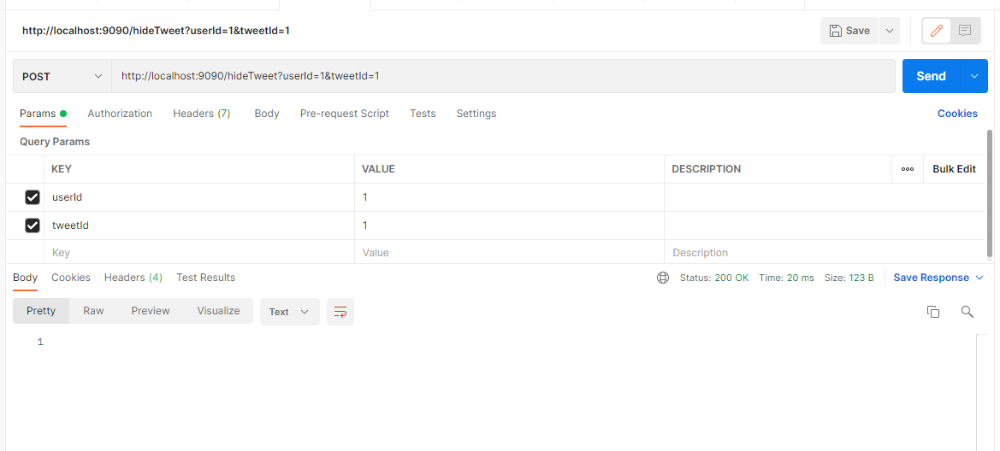 http://localhost:9090/hideTweet?userId=1&tweetId=1 Save
POST http://localhost:9090/hideTweet?userId=1&tweetId=1 Send
Params Authorization Headers (7) Body Pre-request Script Tests Settings Cookies
Query Params
KEY VALUE DESCRIPTION ooo Bulk Edit
userId 1
tweetId 1
Key Value Description
Body Cookies Headers (4) Test Results Status: 200 OK Time: 20 ms Size: 123 B Save Response
Pretty Raw Preview Visualize Text
1